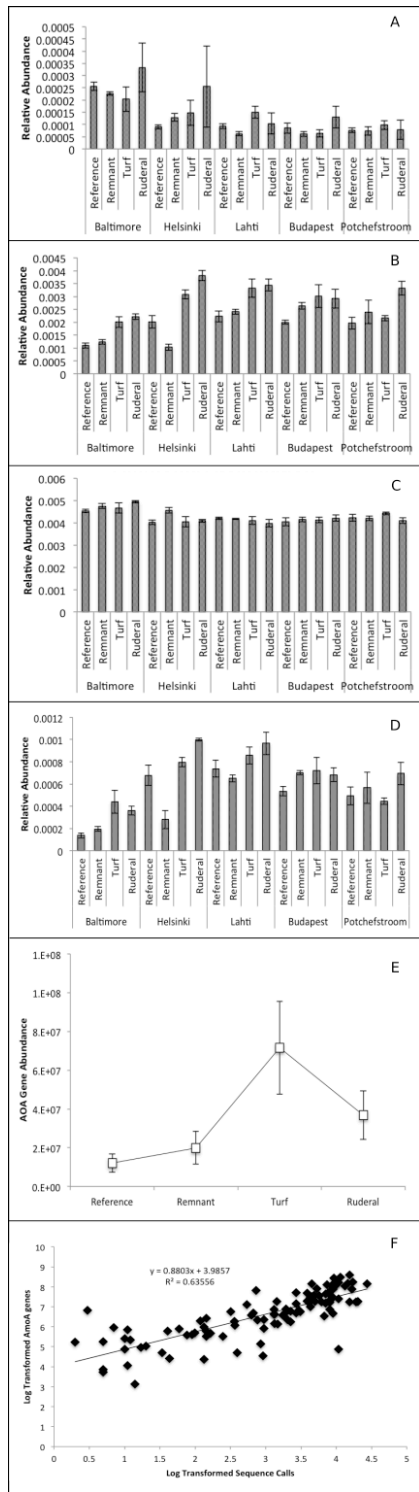 A
Relative Abundance
0.0005
0.00045
0.0004
0.00035
0.0003
0.00025
0.0002
0.00015
0.0001
0.00005
0
Reference Remnant Turf Ruderal Reference Remnant Turf Ruderal Reference Remnant Turf Ruderal Reference Remnant Turf Ruderal Reference Remnant Turf Ruderal
Baltimore Helsinki Lahti Budapest Potchefstroom
B
Relative Abundance
0.0045
0.004
0.0035
0.003
0.0025
0.002
0.0015
0.001
0.0005
0
Reference Remnant Turf Ruderal Reference Remnant Turf Ruderal Reference Remnant Turf Ruderal Reference Remnant Turf Ruderal Reference Remnant Turf Ruderal
Baltimore Helsinki Lahti Budapest Potchefstroom
C
Relative Abundance
0.006
0.005
0.004
0.003
0.002
0.001
0
Reference Remnant Turf Ruderal Reference Remnant Turf Ruderal Reference Remnant Turf Ruderal Reference Remnant Turf Ruderal Reference Remnant Turf Ruderal
Baltimore Helsinki Lahti Budapest Potchefstroom
D
Relative Abundance
0.0012
0.001
0.0008
0.0006
0.0004
0.0002
0
Reference Remnant Turf Ruderal Reference Remnant Turf Ruderal Reference Remnant Turf Ruderal Reference Remnant Turf Ruderal Reference Remnant Turf Ruderal
Baltimore Helsinki Lahti Budapest Potchefstroom
E
AOA Gene Abundance
1.E+08
1.E+08
8.E+07
6.E+07
4.E+07
2.E+07
0.E+00
Reference Remnant Turf Ruderal
F
Log Transformed AmoA genes
10
9
8
7
6
5
4
3
2
1
0
y = 0.8803x + 3.9857
R² = 0.63556
0 0.5 1 1.5 2 2.5 3 3.5 4 4.5 5
Log Transformed Sequence Calls